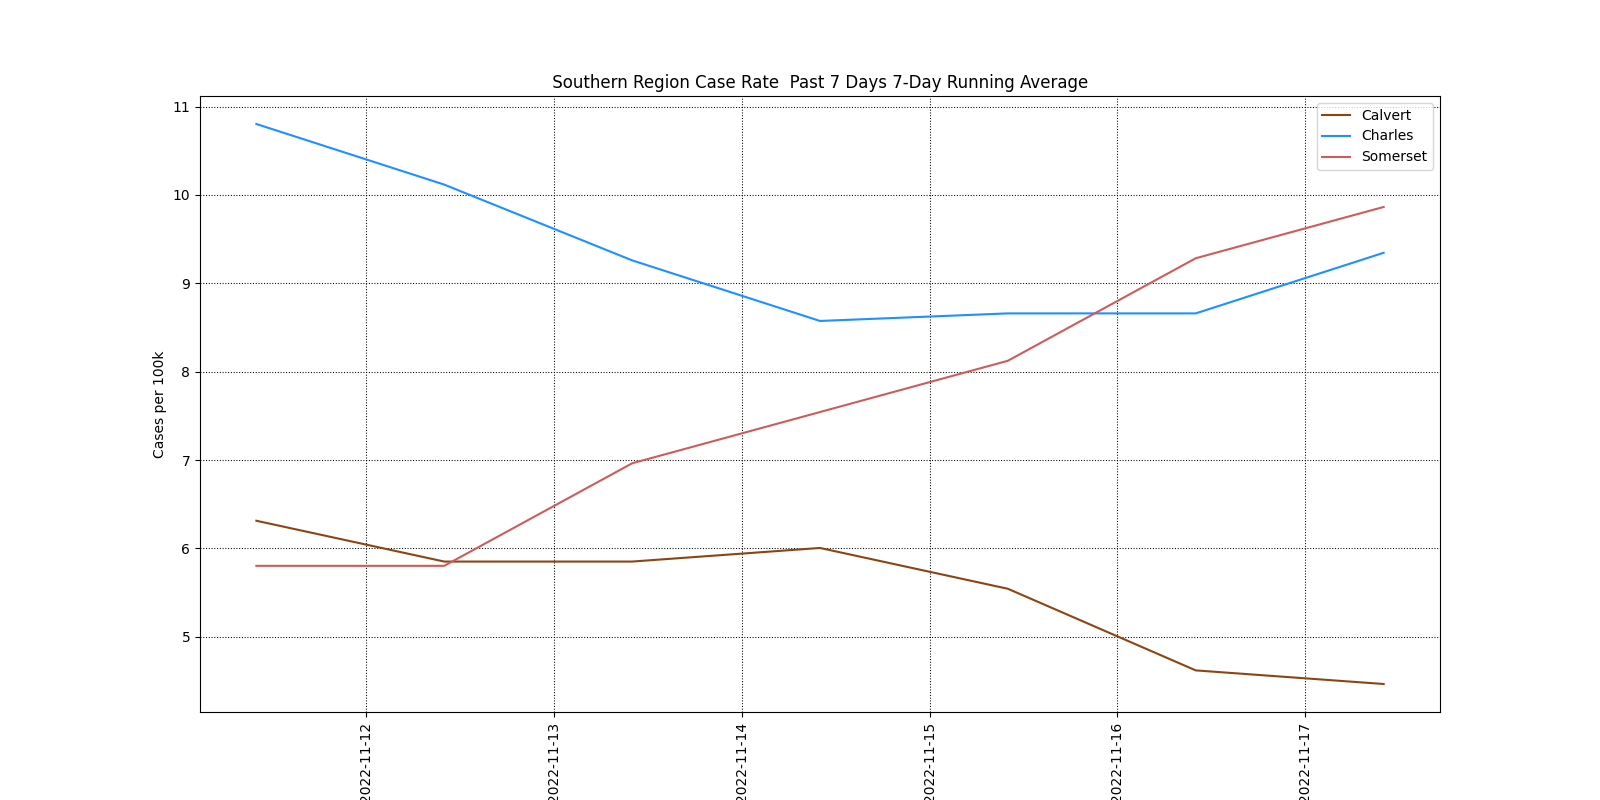 Southern Region Case Rate  Past 7 Days 7-Day Running Average
Calvert
Charles
Somerset
Cases per 100k
11
10
9
8
7
6
5
2022-11-12
2022-11-13
2022-11-14
2022-11-15
2022-11-16
2022-11-17